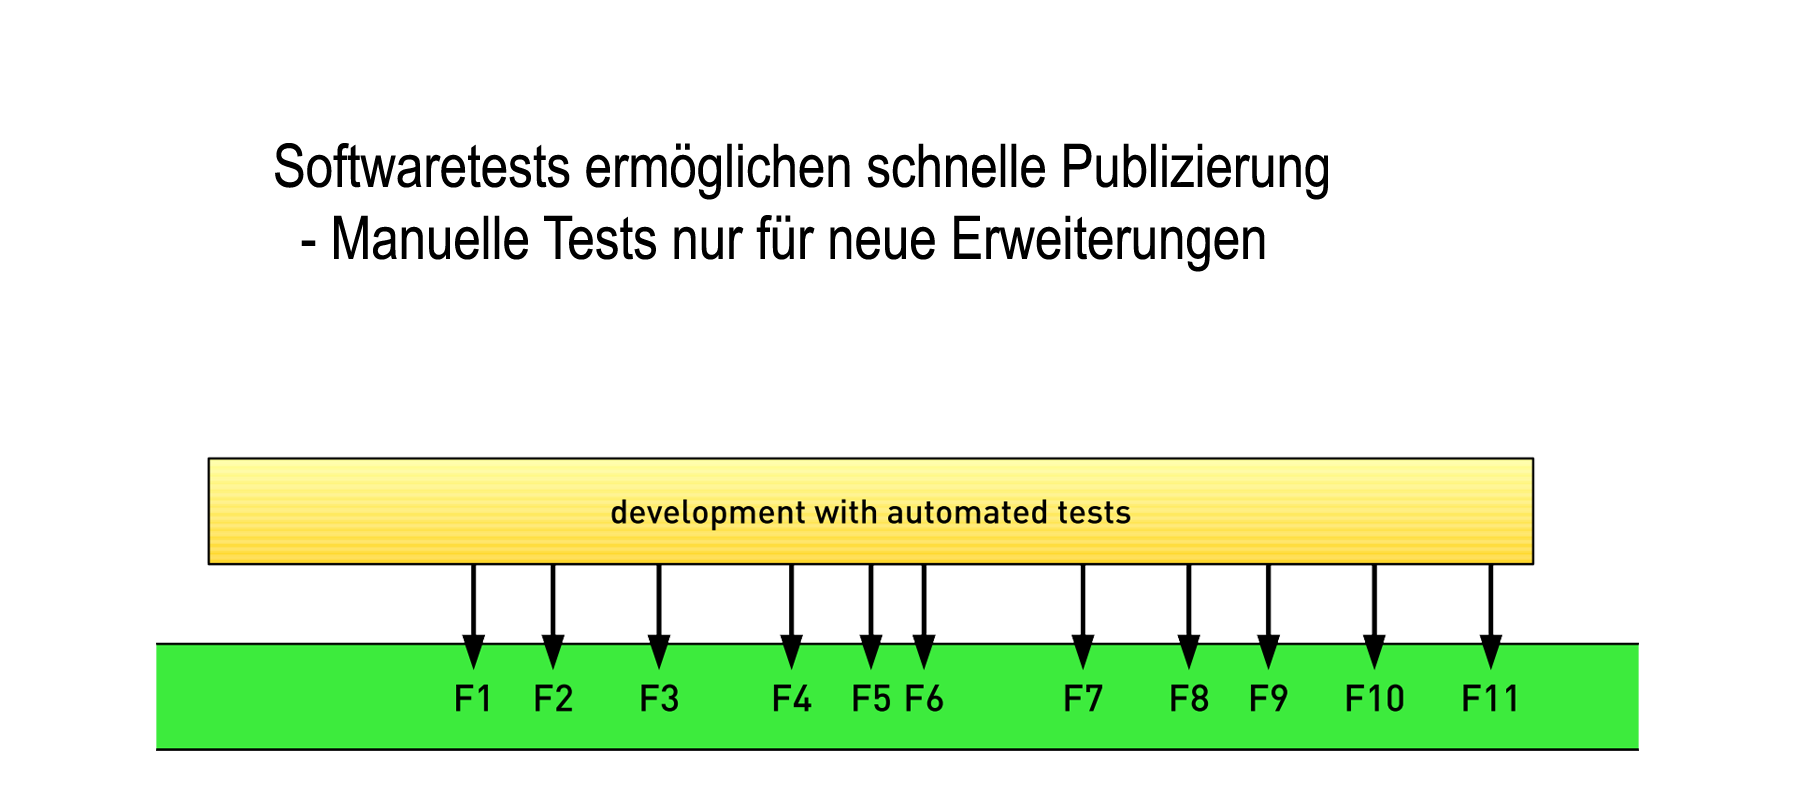 Softwaretests ermöglichen schnelle Publizierung
- Manuelle Tests nur für neue Erweiterungen
development with automated tests
F1 F2 F3 F4 F5 F6 F7 F8 F9 F10 F11